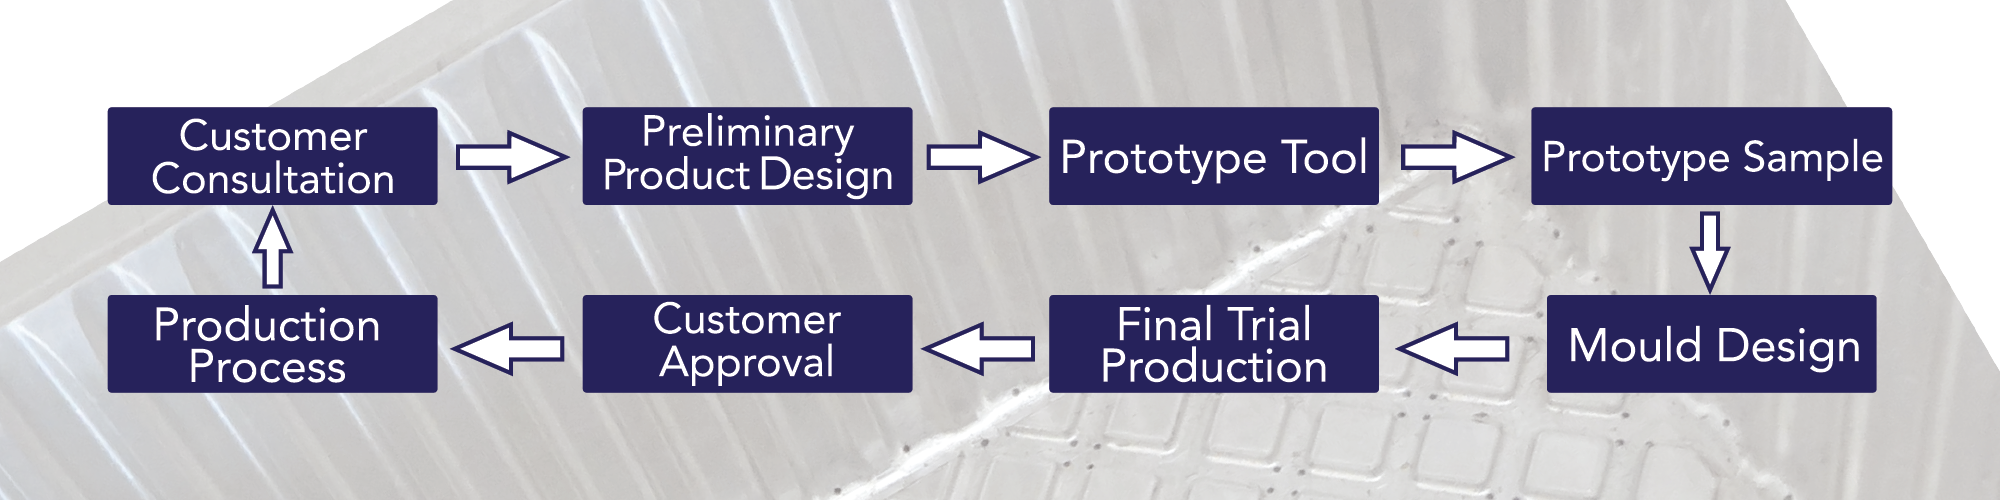 Customer
Consultation
Preliminary
Product Design
Prototype Tool
Prototype Sample
Mould Design
Final Trial
Production
Customer
Approval
Production
Process